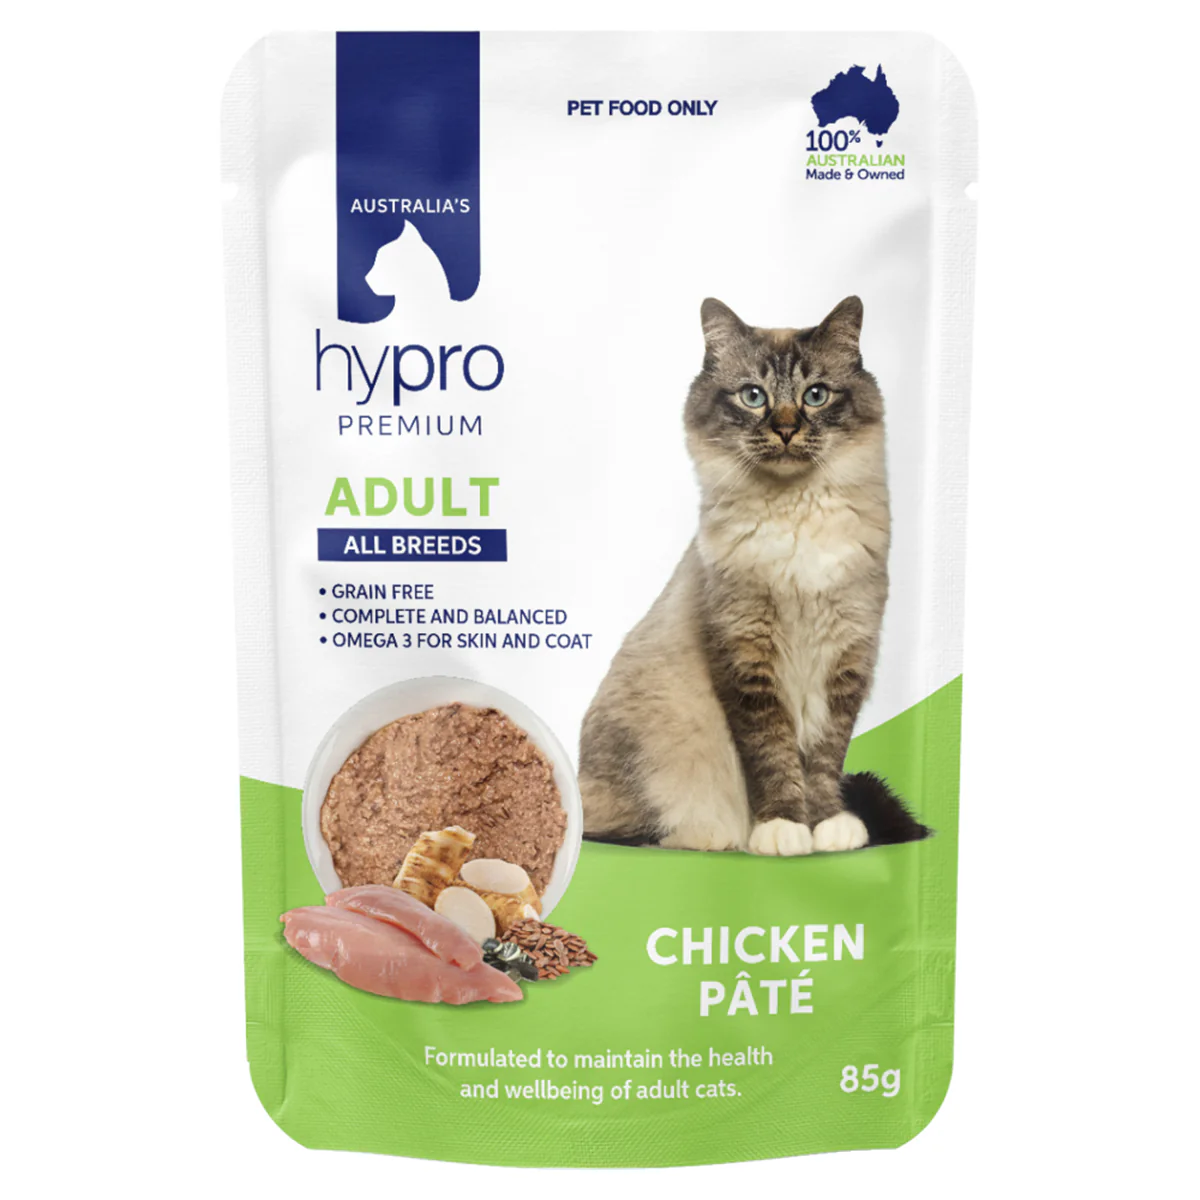 PET FOOD ONLY
100%
AUSTRALIAN
Made & Owned
AUSTRALIA'S
hypro
PREMIUM
ADULT
ALL BREEDS
• GRAIN FREE
• COMPLETE AND BALANCED
• OMEGA 3 FOR SKIN AND COAT
CHICKEN
PÂTÉ
Formulated to maintain the health
and wellbeing of adult cats.
85g